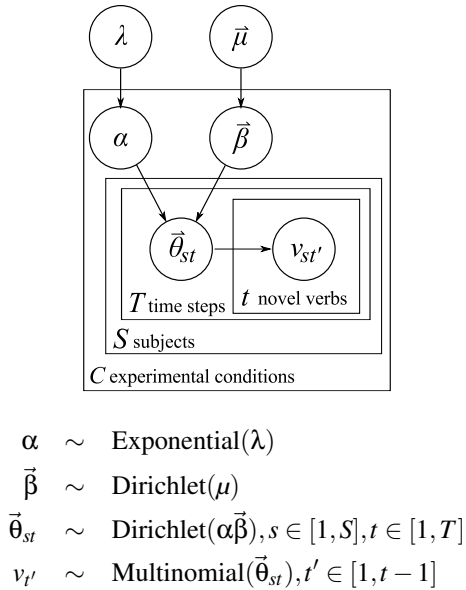 λ
μ⃗
α
β⃗
θ⃗st
vst′
T time steps
t novel verbs
S subjects
C experimental conditions
α ∼ Exponential(λ)
β⃗ ∼ Dirichlet(μ)
θ⃗st ∼ Dirichlet(αβ⃗), s ∈ [1, S], t ∈ [1, T]
vt′ ∼ Multinomial(θ⃗st), t′ ∈ [1, t − 1]